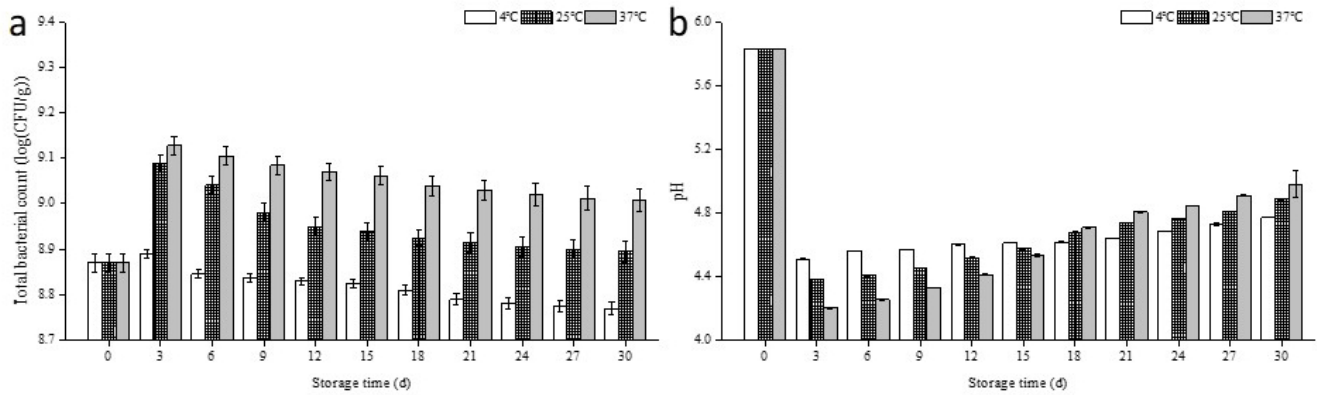 a
4℃ 25℃ 37℃
9.4
9.3
9.2
9.1
9.0
8.9
8.8
8.7
Total bacterial count (log(CFU/g))
0 3 6 9 12 15 18 21 24 27 30
Storage time (d)
b
4℃ 25℃ 37℃
6.0
5.6
5.2
4.8
4.4
4.0
pH
0 3 6 9 12 15 18 21 24 27 30
Storage time (d)